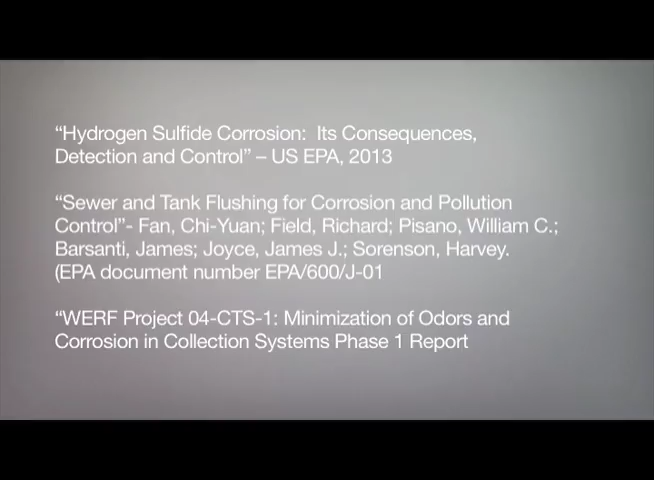 “Hydrogen Sulfide Corrosion:  Its Consequences,
Detection and Control” – US EPA, 2013
“Sewer and Tank Flushing for Corrosion and Pollution
Control”- Fan, Chi-Yuan; Field, Richard; Pisano, William C.;
Barsanti, James; Joyce, James J.; Sorenson, Harvey.
(EPA document number EPA/600/J-01
“WERF Project 04-CTS-1: Minimization of Odors and
Corrosion in Collection Systems Phase 1 Report